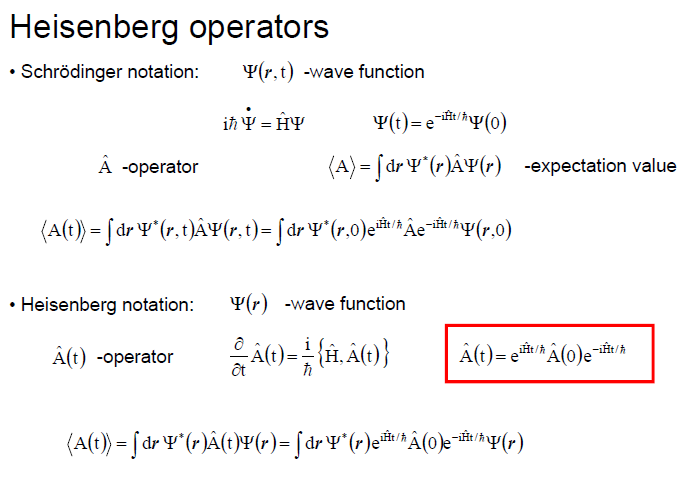 Heisenberg operators
• Schrödinger notation: Ψ(r,t) -wave function
iħΨ̇ = ĤΨ Ψ(t) = e^{−iĤt/ħ}Ψ(0)
Â -operator ⟨A⟩ = ∫dr Ψ*(r)ÂΨ(r) -expectation value
⟨A(t)⟩ = ∫dr Ψ*(r,t)ÂΨ(r,t) = ∫dr Ψ*(r,0)e^{iĤt/ħ}Âe^{−iĤt/ħ}Ψ(r,0)
• Heisenberg notation: Ψ(r) -wave function
Â(t) -operator ∂/∂t Â(t) = i/ħ {Ĥ, Â(t)} Â(t) = e^{iĤt/ħ}Â(0)e^{−iĤt/ħ}
⟨A(t)⟩ = ∫dr Ψ*(r)Â(t)Ψ(r) = ∫dr Ψ*(r)e^{iĤt/ħ}Â(0)e^{−iĤt/ħ}Ψ(r)